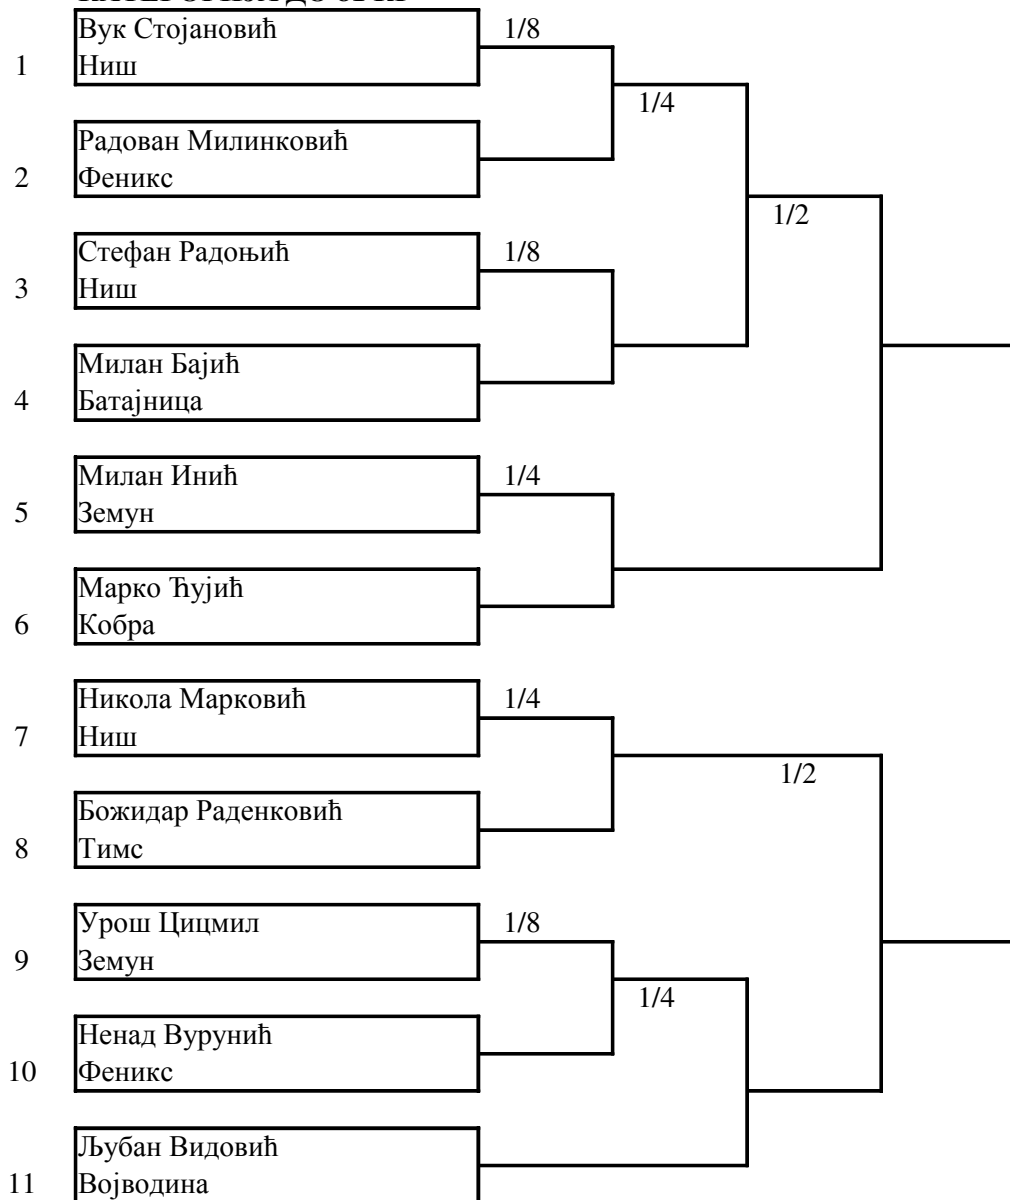 Вук Стојановић 1/8
1 Ниш
1/4
Радован Милинковић
2 Феникс
1/2
Стефан Радоњић 1/8
3 Ниш
Милан Бајић
4 Батајница
Милан Инић 1/4
5 Земун
Марко Ћујић
6 Кобра
Никола Марковић 1/4
7 Ниш
1/2
Божидар Раденковић
8 Тимс
Урош Цицмил 1/8
9 Земун
1/4
Ненад Вурунић
10 Феникс
Љубан Видовић
11 Војводина